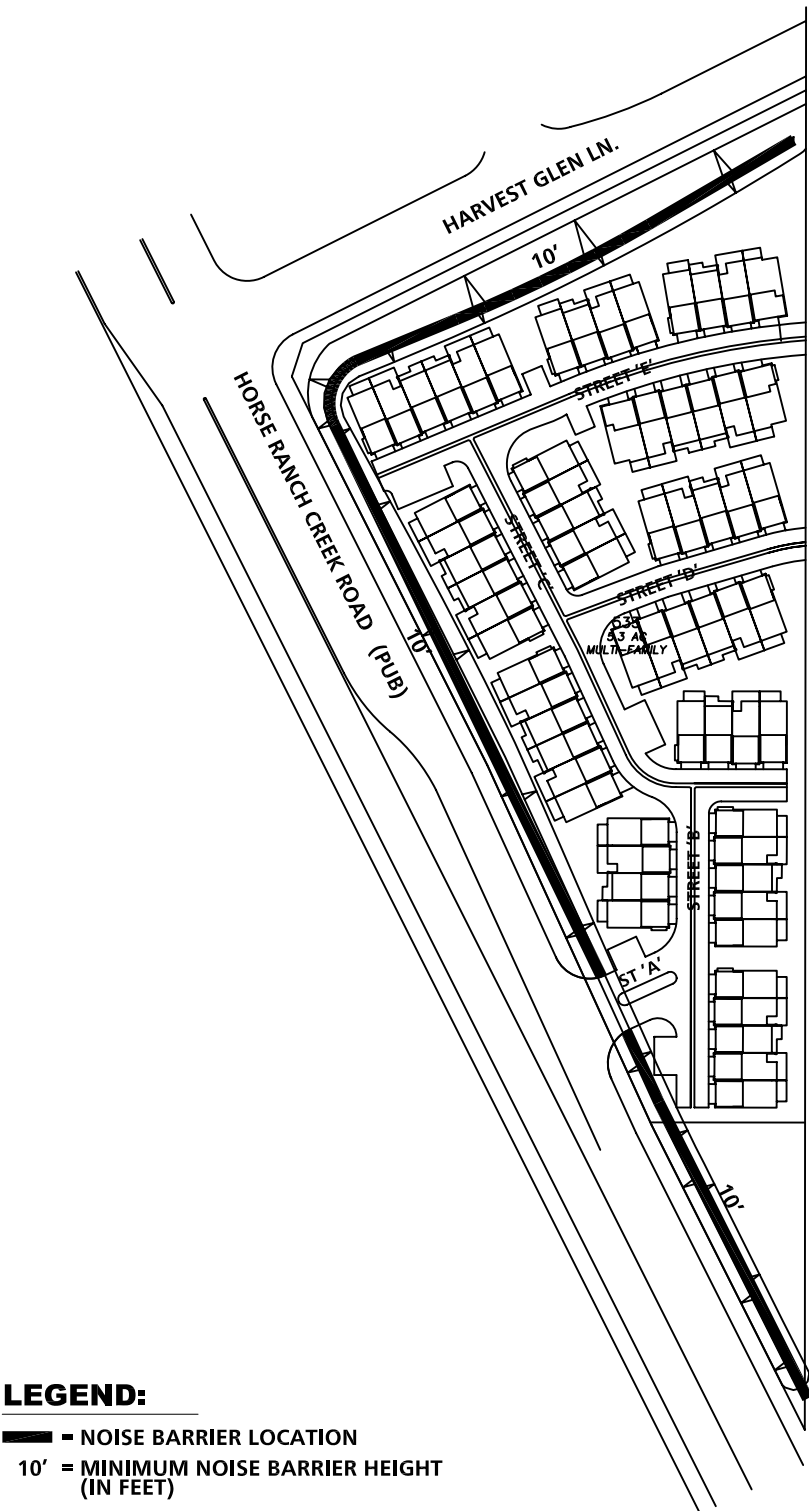 HARVEST GLEN LN.
10'
STREET 'E'
HORSE RANCH CREEK ROAD (PUB)
STREET 'C'
STREET 'D'
533
5.3 AC
MULTI-FAMILY
10'
STREET 'B'
ST 'A'
10'
LEGEND:
= NOISE BARRIER LOCATION
10' = MINIMUM NOISE BARRIER HEIGHT
(IN FEET)